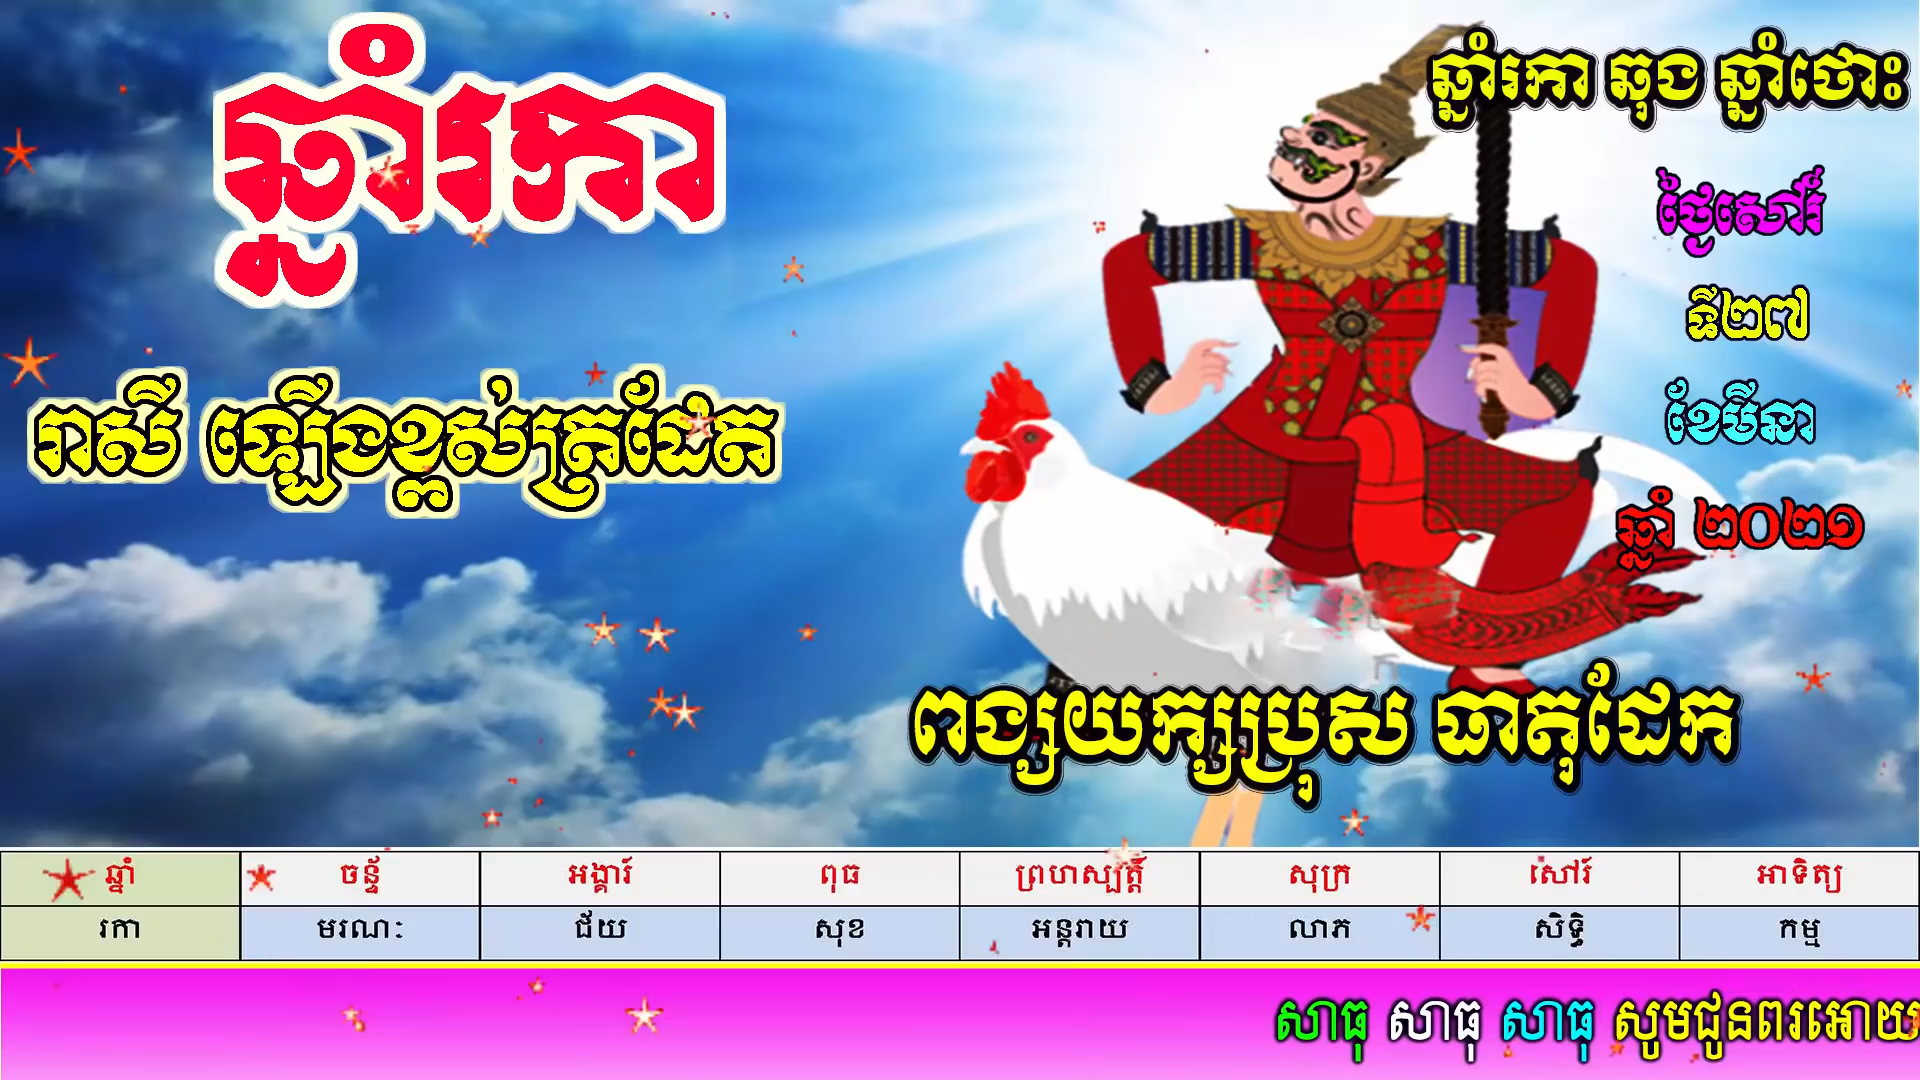 ឆ្នាំរកា
រាសី ឡើងខ្ពស់ត្រដែត
ឆ្នាំរកា ឆុង ឆ្នាំថោះ
ថ្ងៃសៅរ៍
ទី២៧
ខែមីនា
ឆ្នាំ ២០២១
ពង្សយក្សប្រុស ធាតុដែក
ឆ្នាំ ចន្ទ័ អង្គារ៍ ពុធ ព្រហស្បត្តិ៍ សុក្រ សៅរ៍ អាទិត្យ
រកា មរណៈ ជ័យ សុខ អន្តរាយ លាភ សិទ្ធិ កម្ម
សាធុ សាធុ សាធុ សូមជូនពរអោយ